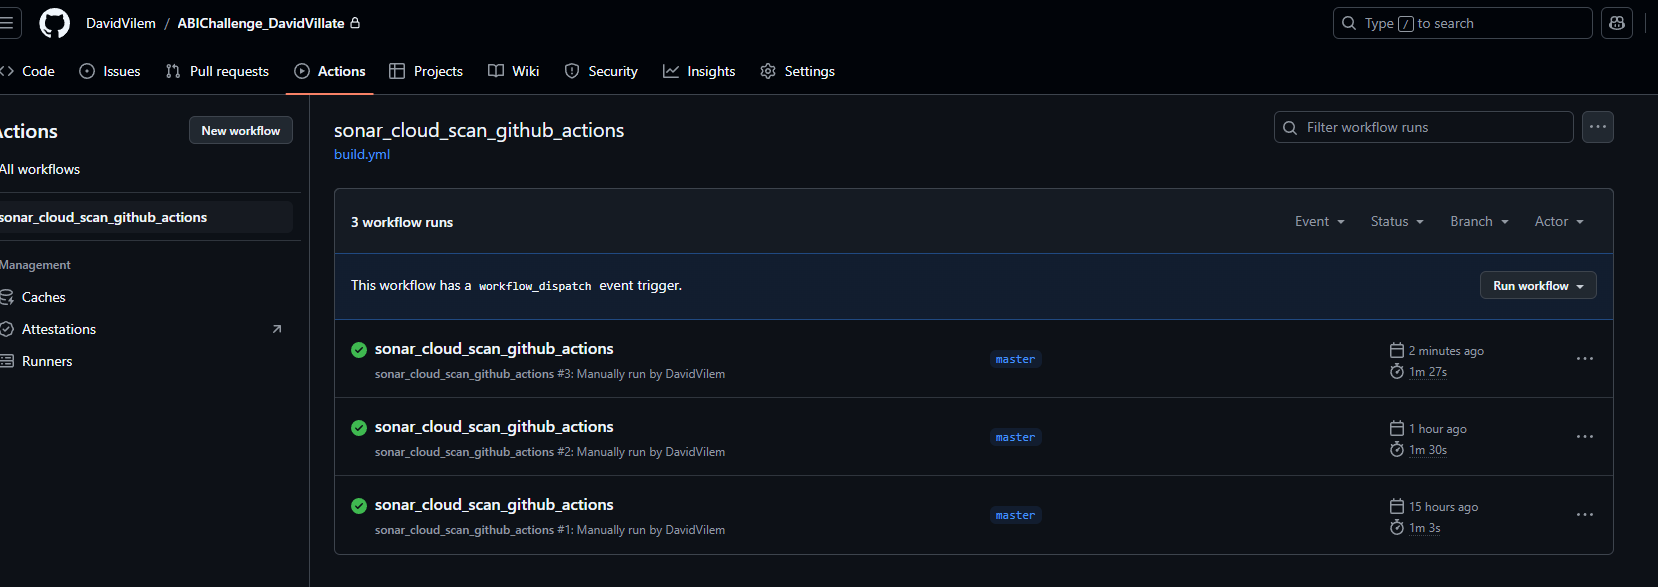 DavidVilem / ABIChallenge_DavidVillate
Type / to search
Code Issues Pull requests Actions Projects Wiki Security Insights Settings
Actions
New workflow
All workflows
sonar_cloud_scan_github_actions
Management
Caches
Attestations
Runners
sonar_cloud_scan_github_actions
build.yml
Filter workflow runs
3 workflow runs
Event Status Branch Actor
This workflow has a workflow_dispatch event trigger.
Run workflow
sonar_cloud_scan_github_actions
sonar_cloud_scan_github_actions #3: Manually run by DavidVilem
master
2 minutes ago
1m 27s
sonar_cloud_scan_github_actions
sonar_cloud_scan_github_actions #2: Manually run by DavidVilem
master
1 hour ago
1m 30s
sonar_cloud_scan_github_actions
sonar_cloud_scan_github_actions #1: Manually run by DavidVilem
master
15 hours ago
1m 3s